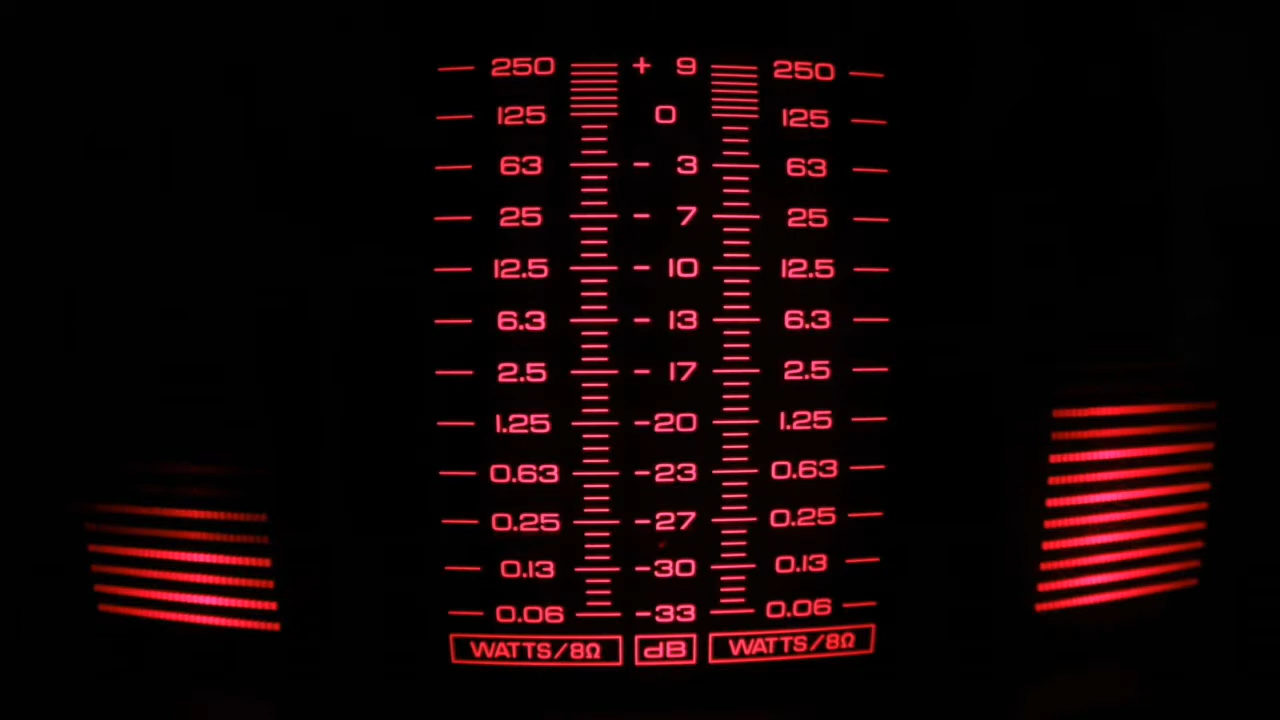 250 + 9 250
125 0 125
63 - 3 63
25 - 7 25
12.5 - 10 12.5
6.3 - 13 6.3
2.5 - 17 2.5
1.25 -20 1.25
0.63 -23 0.63
0.25 -27 0.25
0.13 -30 0.13
0.06 -33 0.06
WATTS/8Ω dB WATTS/8Ω